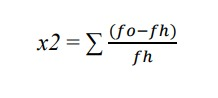 x2 = ∑ (fo−fh) / fh